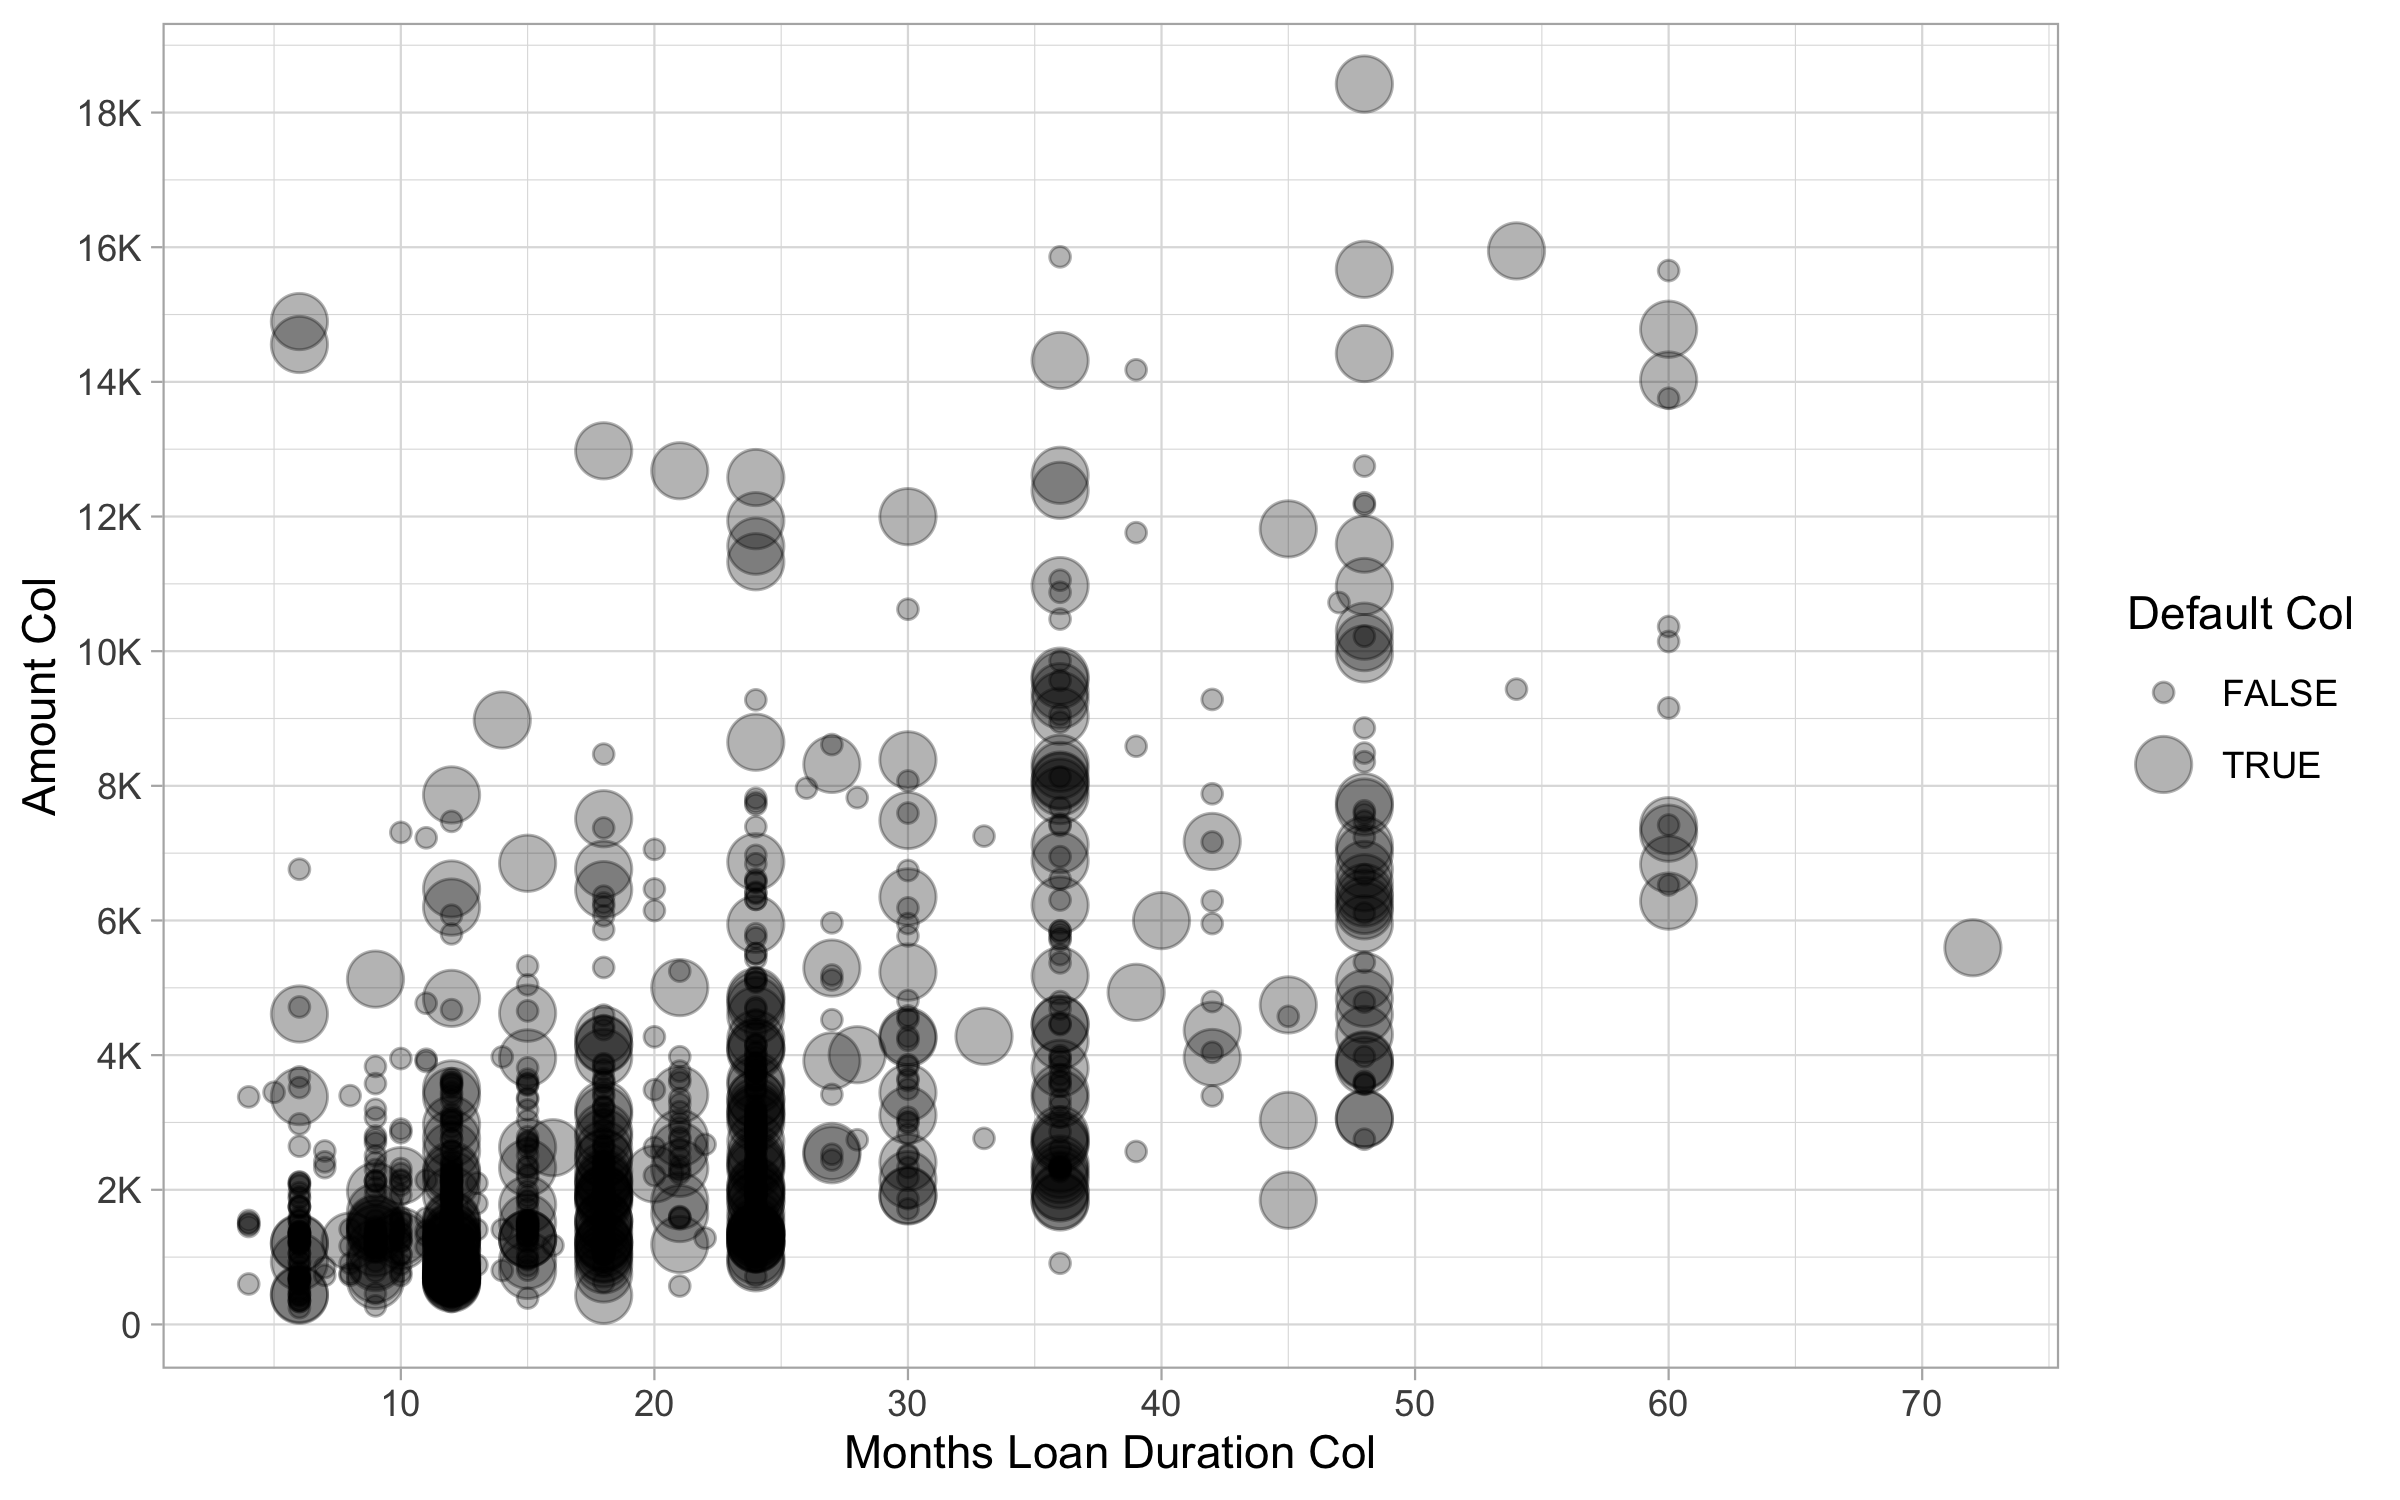 18K
16K
14K
12K
10K
8K
6K
4K
2K
0
Amount Col
10 20 30 40 50 60 70
Months Loan Duration Col
Default Col
FALSE
TRUE